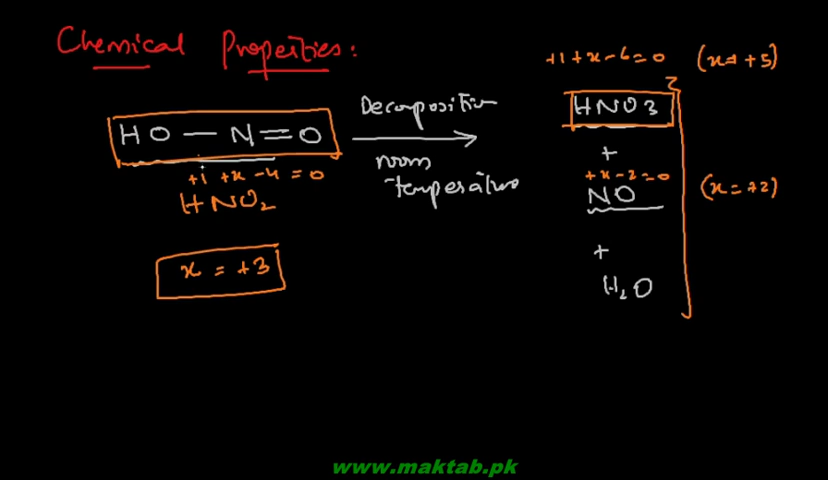 Chemical Properties:
HO — N = O
+1 +x -4 = 0
HNO2
x = +3
Decomposition
room
temperature
+1 + x - 6 = 0 (x = +5)
HNO3
+
+x - 2 = 0
NO (x = +2)
+
H2O
www.maktab.pk